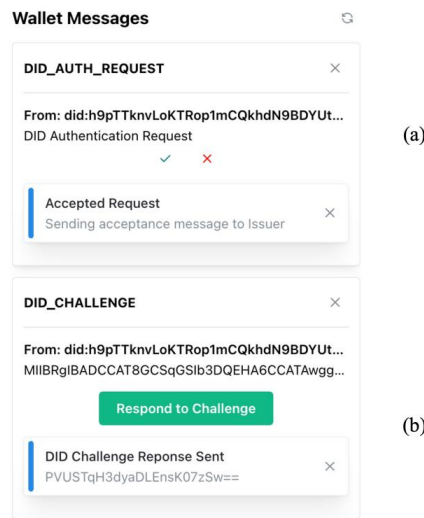 Wallet Messages
DID_AUTH_REQUEST
From: did:h9pTTknvLoKTRop1mCQkhdN9BDYUt...
DID Authentication Request
(a)
Accepted Request
Sending acceptance message to Issuer
DID_CHALLENGE
From: did:h9pTTknvLoKTRop1mCQkhdN9BDYUt...
MIIBRgIBADCCAT8GCSqGSIb3DQEHA6CCATAwgg...
Respond to Challenge
(b)
DID Challenge Reponse Sent
PVUSTqH3dyaDLEnsK07zSw==